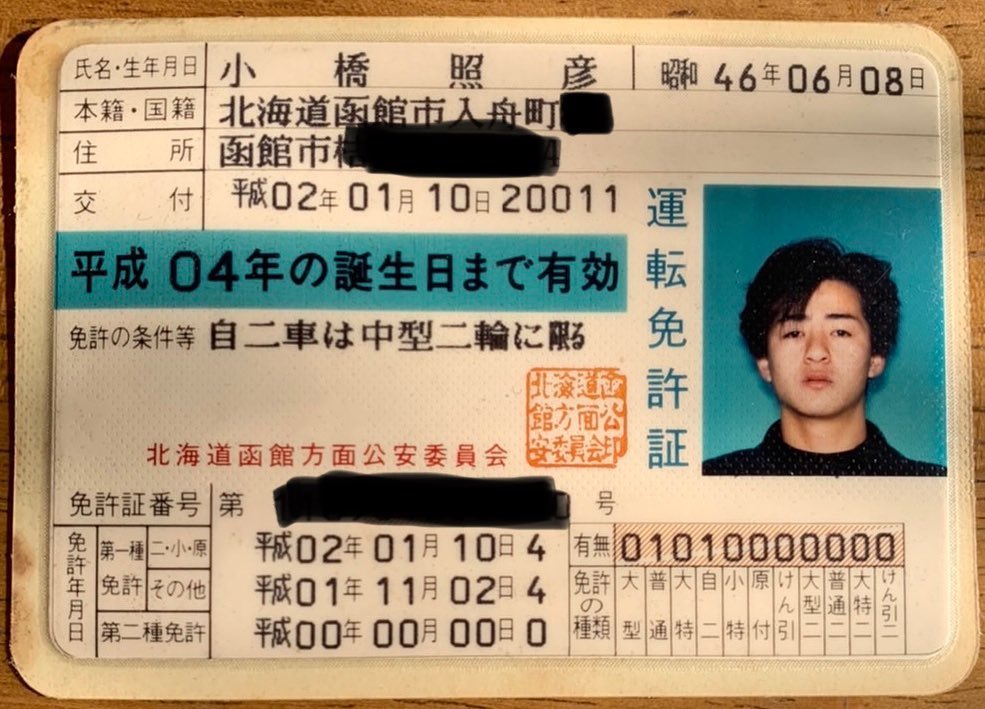 氏名・生年月日 小橋照彦 昭和46年06月08日
本籍・国籍 北海道函館市入舟町
住所 函館市
交付 平成02年01月10日20011
平成04年の誕生日まで有効
免許の条件等 自二車は中型二輪に限る
運転免許証
北海道函館方面公安委員会
北海道函
館方面公
安委員会印
免許証番号 第 号
免許年月日
第一種免許 二・小・原 平成02年01月10日4
その他 平成01年11月02日4
第二種免許 平成00年00月00日0
有無 01010000000
免許の種類 大型 普通 大特 自二 小特 原付 けん引 大型二 普通二 大特二 けん引二